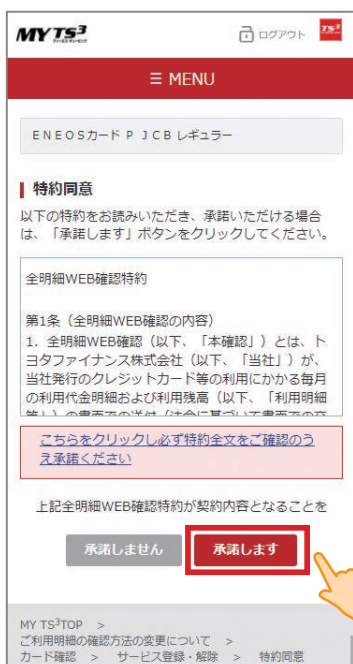 MY TS³
ログアウト
TS³
≡ MENU
ENEOSカード P JCB レギュラー
特約同意
以下の特約をお読みいただき、承諾いただける場合
は、「承諾します」ボタンをクリックしてください。
全明細WEB確認特約
第1条（全明細WEB確認の内容）
1．全明細WEB確認（以下、「本確認」）とは、ト
ヨタファイナンス株式会社（以下、「当社」）が、
当社発行のクレジットカード等の利用にかかる毎月
の利用代金明細および利用残高（以下、「利用明細
こちらをクリックし必ず特約全文をご確認のう
え承諾ください
上記全明細WEB確認特約が契約内容となることを
承諾しません
承諾します
MY TS³TOP >
ご利用明細の確認方法の変更について >
カード確認 > サービス登録・解除 > 特約同意